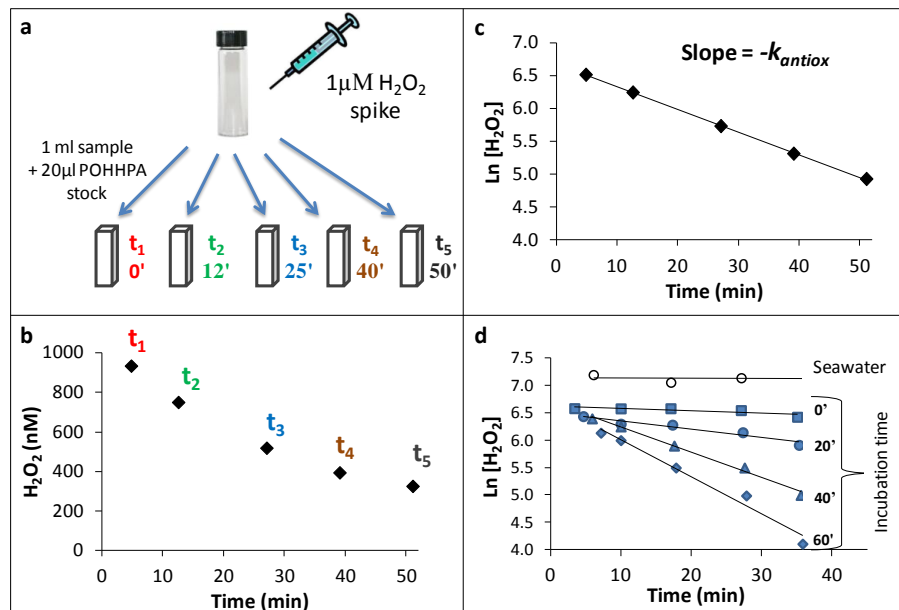 a
1μM H₂O₂
spike
1 ml sample
+ 20μl POHHPA
stock
t₁ t₂ t₃ t₄ t₅
0' 12' 25' 40' 50'
b
H₂O₂ (nM)
1000
800
600
400
200
0
t₁
t₂
t₃
t₄
t₅
0 10 20 30 40 50
Time (min)
c
Slope = -k antiox
Ln [H₂O₂]
7.0
6.5
6.0
5.5
5.0
4.5
4.0
0 10 20 30 40 50
Time (min)
d
Ln [H₂O₂]
7.5
7.0
6.5
6.0
5.5
5.0
4.5
4.0
Seawater
0’
20’
40’
60’
Incubation time
0 10 20 30 40
Time (min)